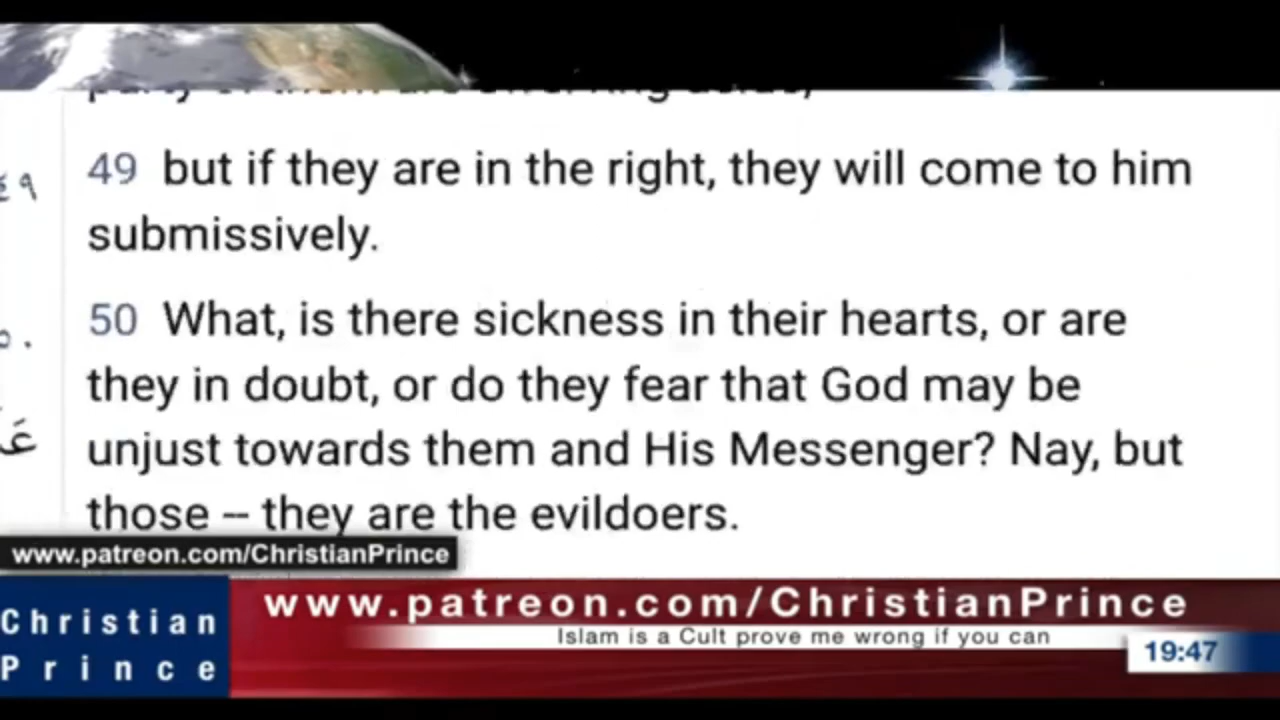 49 but if they are in the right, they will come to him
submissively.
50 What, is there sickness in their hearts, or are
they in doubt, or do they fear that God may be
unjust towards them and His Messenger? Nay, but
those -- they are the evildoers.
www.patreon.com/ChristianPrince
Christian
Prince
www.patreon.com/ChristianPrince
Islam is a Cult prove me wrong if you can
19:47